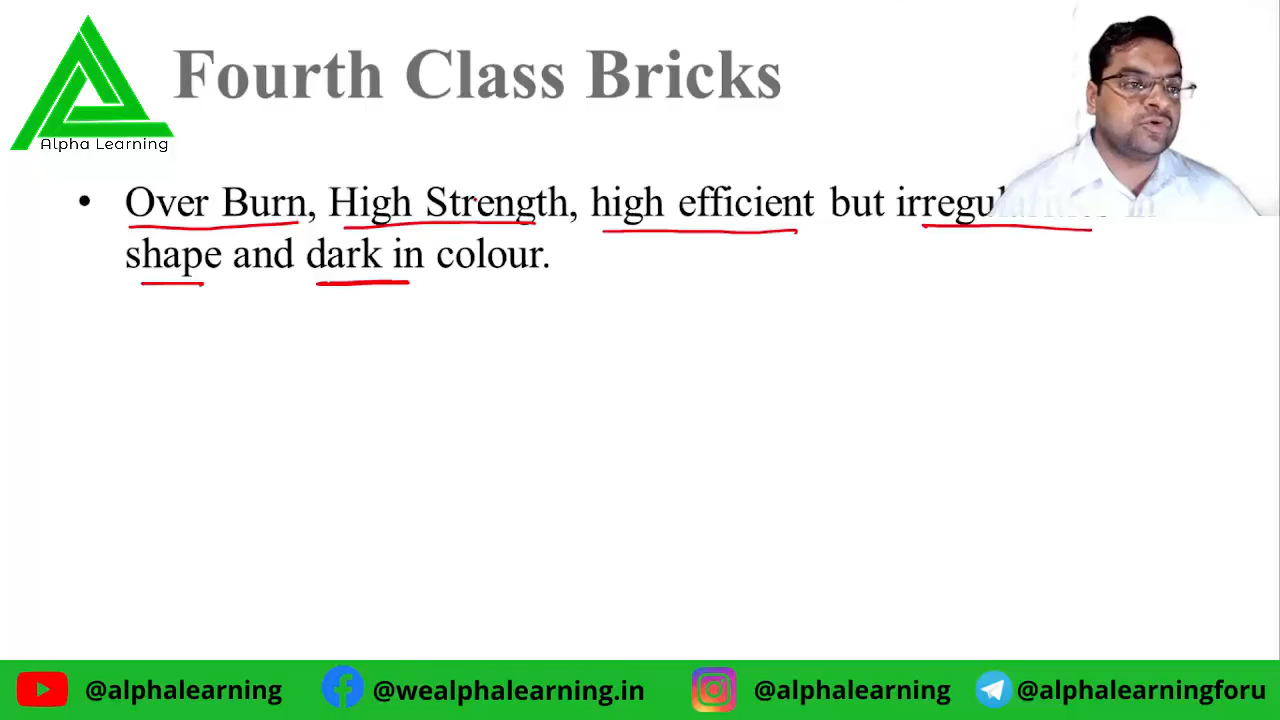 Fourth Class Bricks
Alpha Learning
• Over Burn, High Strength, high efficient but
shape and dark in colour.
@alphalearning @wealphalearning.in @alphalearning @alphalearningforu